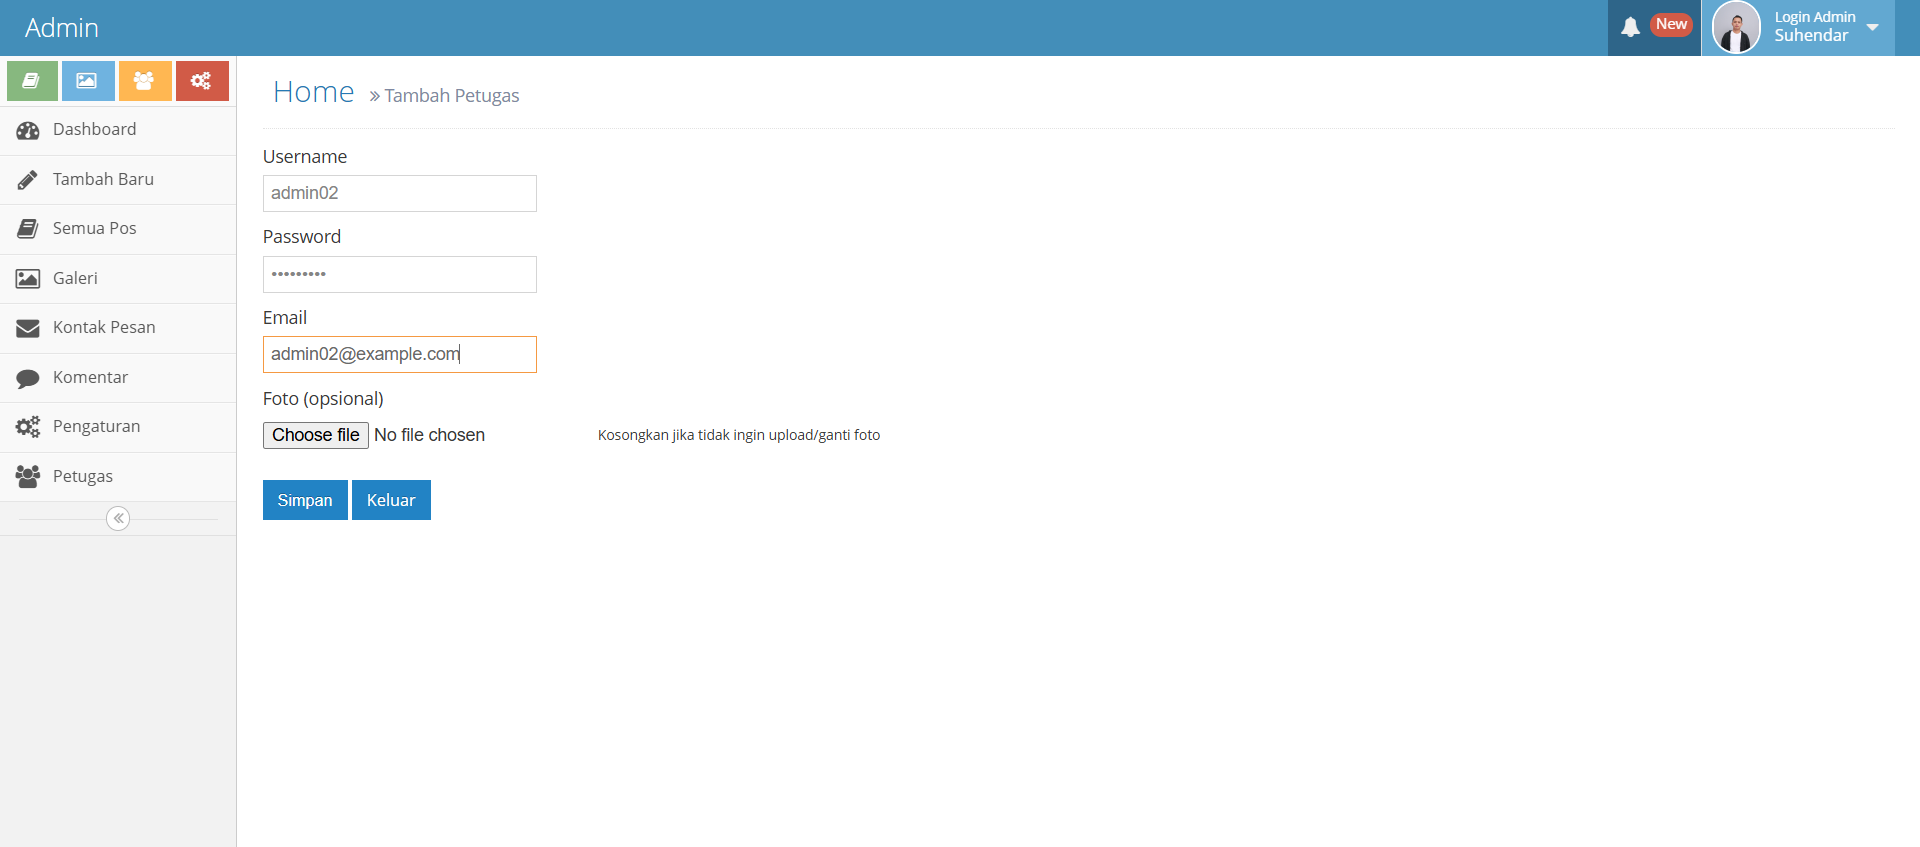 Admin
New
Login Admin
Suhendar
Dashboard
Tambah Baru
Semua Pos
Galeri
Kontak Pesan
Komentar
Pengaturan
Petugas
Home » Tambah Petugas
Username
admin02
Password
•••••••••
Email
admin02@example.com
Foto (opsional)
Choose file No file chosen Kosongkan jika tidak ingin upload/ganti foto
Simpan Keluar